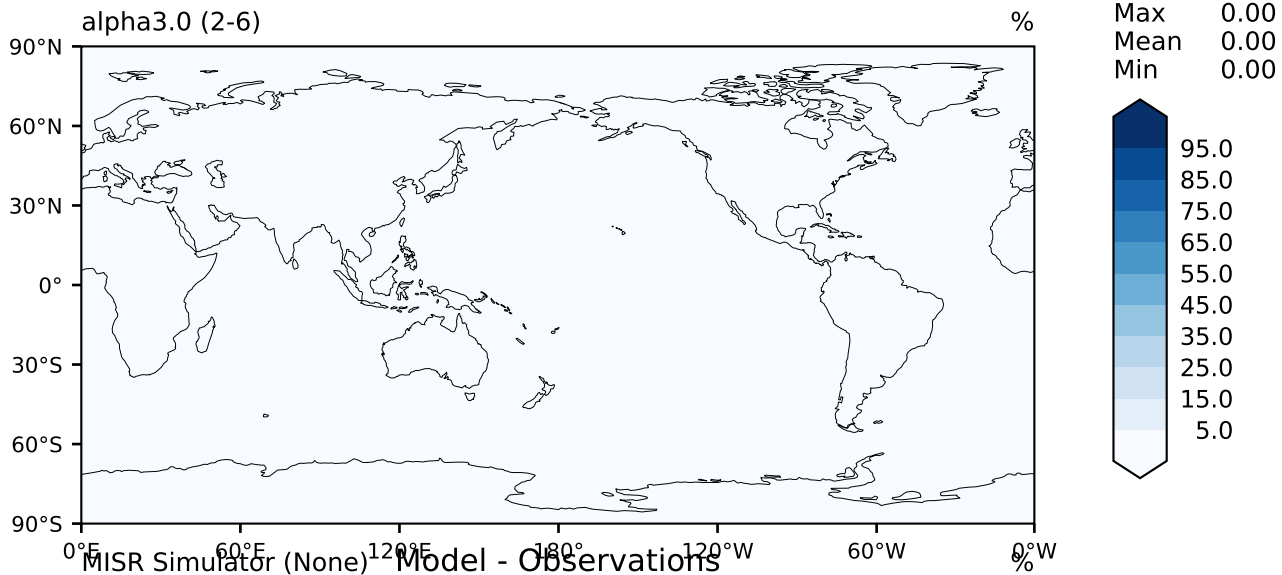 alpha3.0 (2-6) %
Max 0.00
Mean 0.00
Min 0.00
90°N
60°N
30°N
0°
30°S
60°S
90°S
95.0
85.0
75.0
65.0
55.0
45.0
35.0
25.0
15.0
5.0
0°E 60°E 120°E 180° 120°W 60°W 0°W
MISR Simulator (None) Model - Observations %